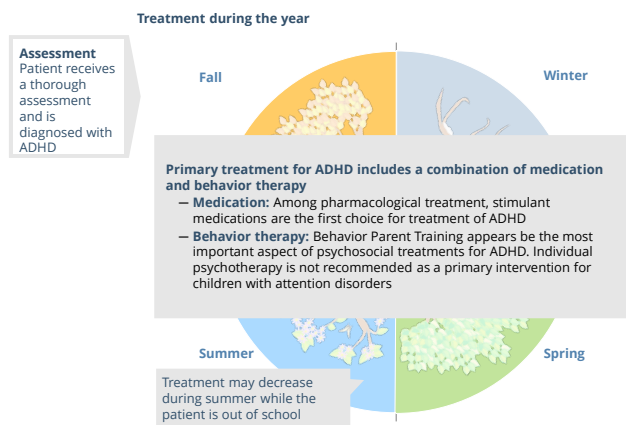 Treatment during the year
Assessment
Patient receives
a thorough
assessment
and is
diagnosed with
ADHD
Fall
Winter
Primary treatment for ADHD includes a combination of medication
and behavior therapy
— Medication: Among pharmacological treatment, stimulant
medications are the first choice for treatment of ADHD
— Behavior therapy: Behavior Parent Training appears be the most
important aspect of psychosocial treatments for ADHD. Individual
psychotherapy is not recommended as a primary intervention for
children with attention disorders
Summer
Spring
Treatment may decrease
during summer while the
patient is out of school